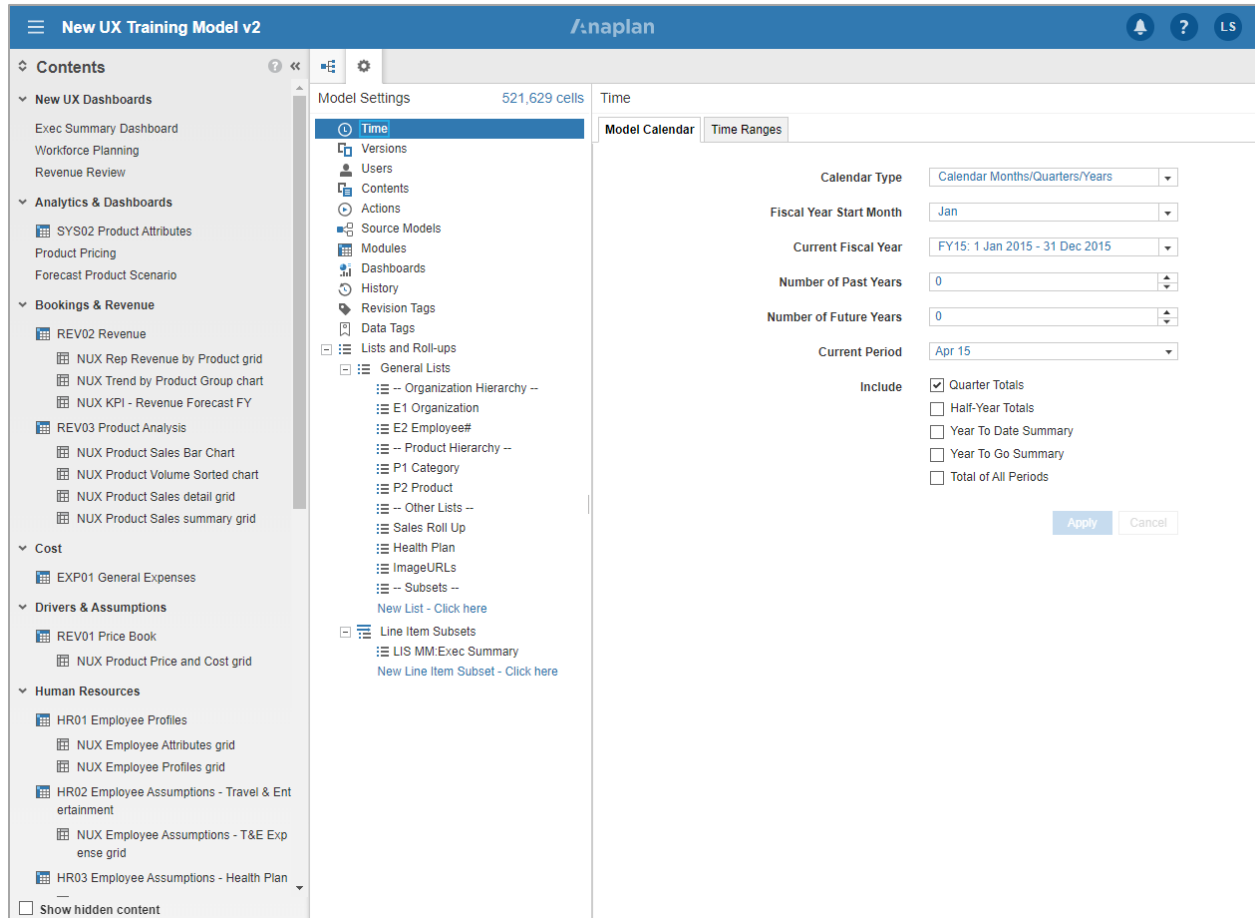 New UX Training Model v2
Anaplan
?
LS
Contents
?
«
New UX Dashboards
Exec Summary Dashboard
Workforce Planning
Revenue Review
Analytics & Dashboards
SYS02 Product Attributes
Product Pricing
Forecast Product Scenario
Bookings & Revenue
REV02 Revenue
NUX Rep Revenue by Product grid
NUX Trend by Product Group chart
NUX KPI - Revenue Forecast FY
REV03 Product Analysis
NUX Product Sales Bar Chart
NUX Product Volume Sorted chart
NUX Product Sales detail grid
NUX Product Sales summary grid
Cost
EXP01 General Expenses
Drivers & Assumptions
REV01 Price Book
NUX Product Price and Cost grid
Human Resources
HR01 Employee Profiles
NUX Employee Attributes grid
NUX Employee Profiles grid
HR02 Employee Assumptions - Travel & Ent
ertainment
NUX Employee Assumptions - T&E Exp
ense grid
HR03 Employee Assumptions - Health Plan
Show hidden content
Model Settings
521,629 cells
Time
Versions
Users
Contents
Actions
Source Models
Modules
Dashboards
History
Revision Tags
Data Tags
Lists and Roll-ups
General Lists
-- Organization Hierarchy --
E1 Organization
E2 Employee#
-- Product Hierarchy --
P1 Category
P2 Product
-- Other Lists --
Sales Roll Up
Health Plan
ImageURLs
-- Subsets --
New List - Click here
Line Item Subsets
LIS MM:Exec Summary
New Line Item Subset - Click here
Time
Model Calendar
Time Ranges
Calendar Type Calendar Months/Quarters/Years
Fiscal Year Start Month Jan
Current Fiscal Year FY15: 1 Jan 2015 - 31 Dec 2015
Number of Past Years 0
Number of Future Years 0
Current Period Apr 15
Include Quarter Totals
Half-Year Totals
Year To Date Summary
Year To Go Summary
Total of All Periods
Apply Cancel